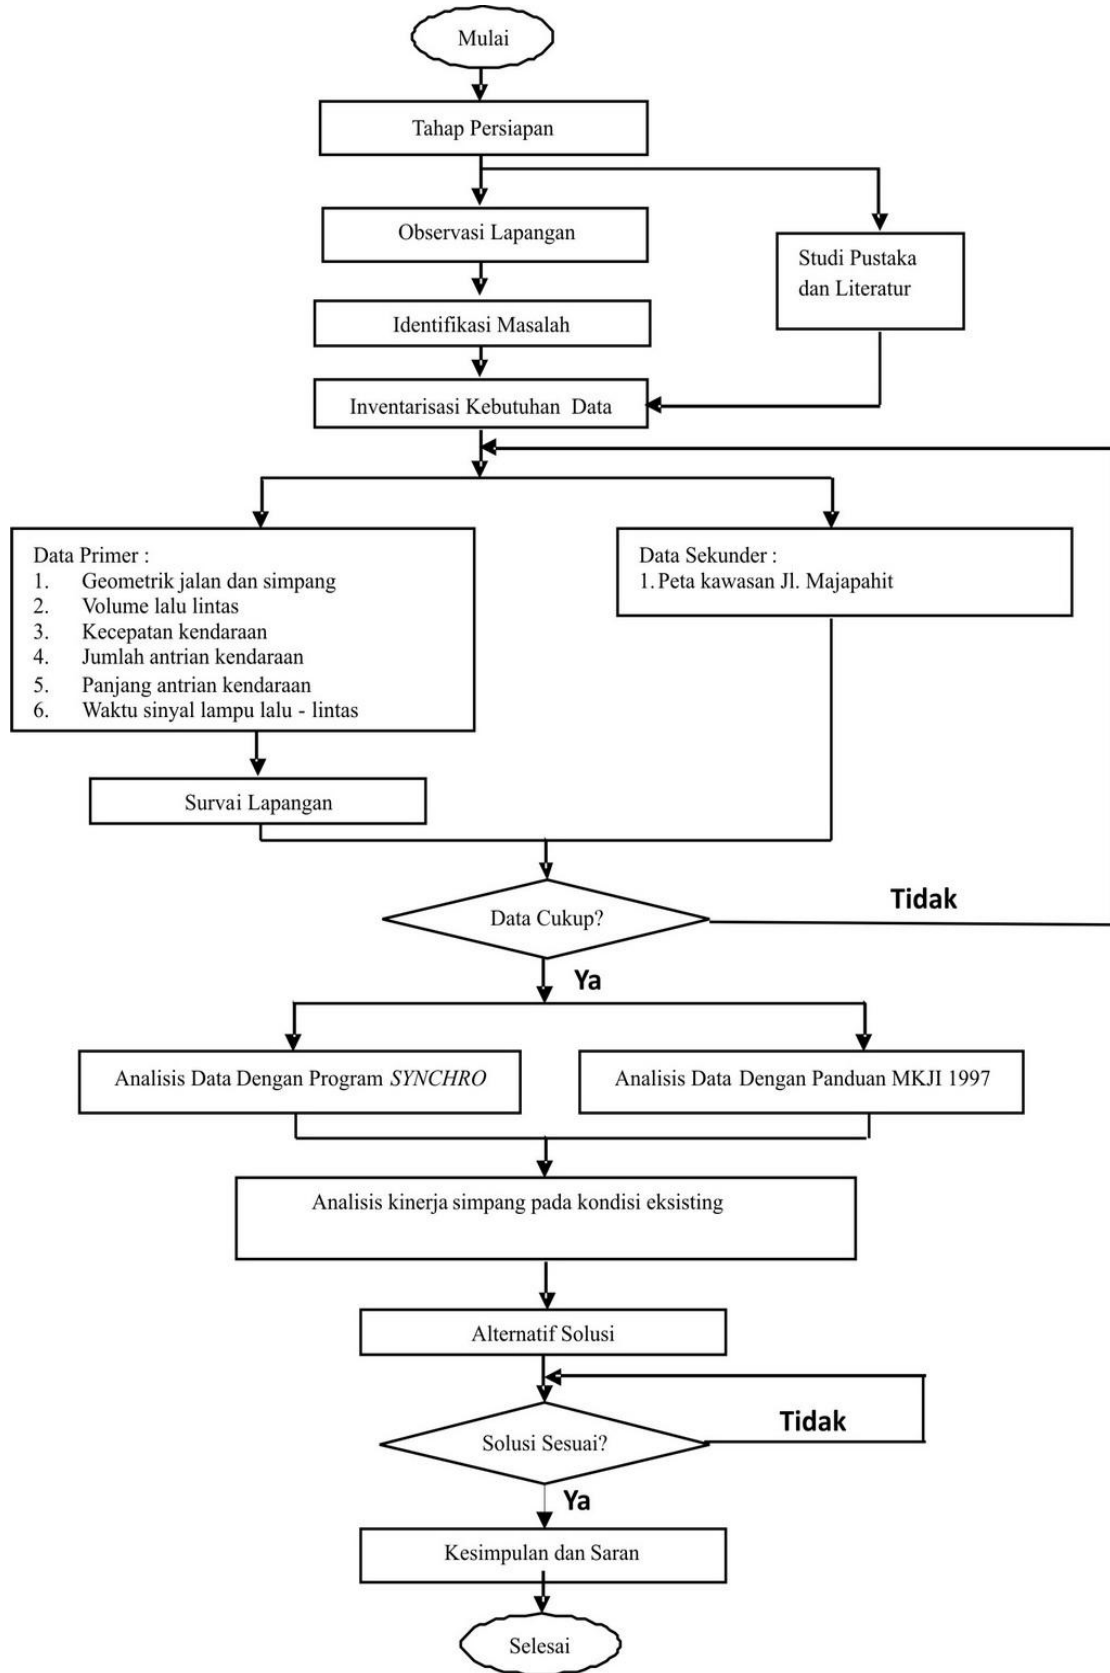 Mulai
Tahap Persiapan
Observasi Lapangan
Studi Pustaka
dan Literatur
Identifikasi Masalah
Inventarisasi Kebutuhan Data
Data Primer :
1. Geometrik jalan dan simpang
2. Volume lalu lintas
3. Kecepatan kendaraan
4. Jumlah antrian kendaraan
5. Panjang antrian kendaraan
6. Waktu sinyal lampu lalu - lintas
Data Sekunder :
1. Peta kawasan Jl. Majapahit
Survai Lapangan
Data Cukup?
Tidak
Ya
Analisis Data Dengan Program SYNCHRO
Analisis Data Dengan Panduan MKJI 1997
Analisis kinerja simpang pada kondisi eksisting
Alternatif Solusi
Solusi Sesuai?
Tidak
Ya
Kesimpulan dan Saran
Selesai